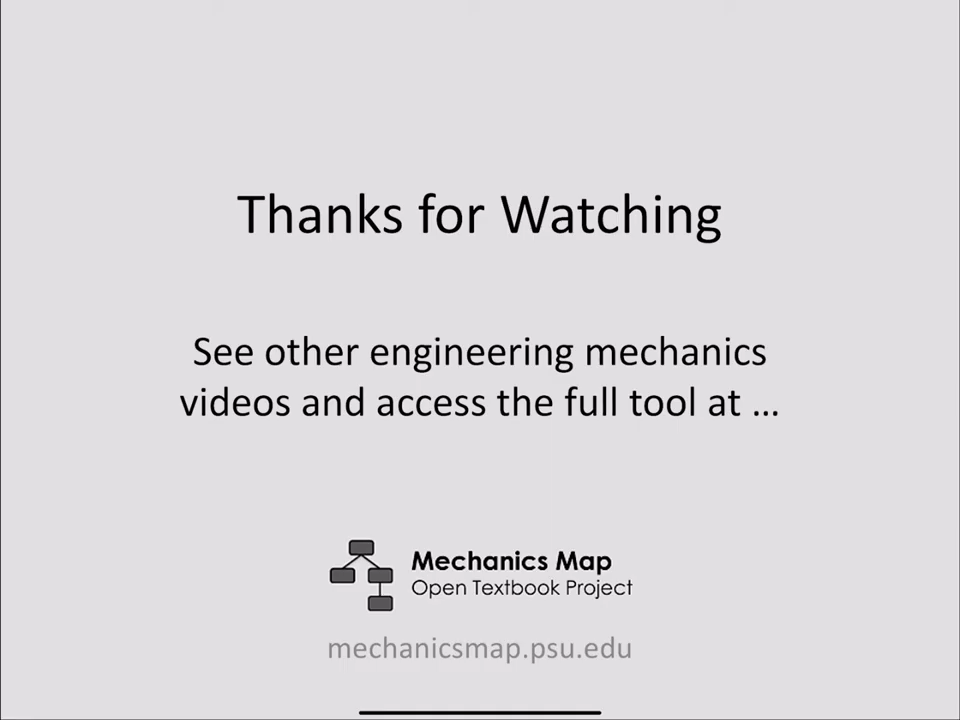 Thanks for Watching
See other engineering mechanics
videos and access the full tool at ...
Mechanics Map
Open Textbook Project
mechanicsmap.psu.edu